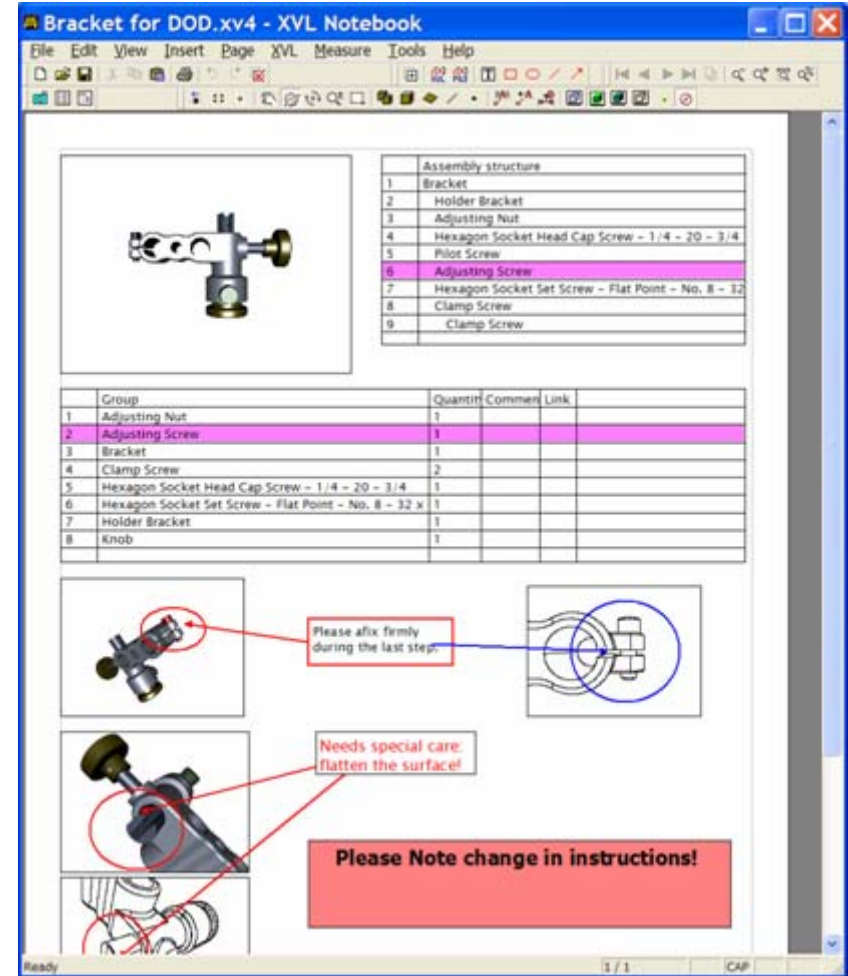 Bracket for DOD.xv4 - XVL Notebook
File Edit View Insert Page XVL Measure Tools Help
Assembly structure
1 Bracket
2 Holder Bracket
3 Adjusting Nut
4 Hexagon Socket Head Cap Screw - 1/4 - 20 - 3/4
5 Pilot Screw
6 Adjusting Screw
7 Hexagon Socket Set Screw - Flat Point - No. 8 - 32
8 Clamp Screw
9 Clamp Screw
Group Quantit Commen Link
1 Adjusting Nut 1
2 Adjusting Screw 1
3 Bracket 1
4 Clamp Screw 2
5 Hexagon Socket Head Cap Screw - 1/4 - 20 - 3/4 1
6 Hexagon Socket Set Screw - Flat Point - No. 8 - 32 x 1
7 Holder Bracket 1
8 Knob 1
Please afix firmly
during the last step.
Needs special care:
flatten the surface!
Please Note change in instructions!
Ready 1 / 1 CAP